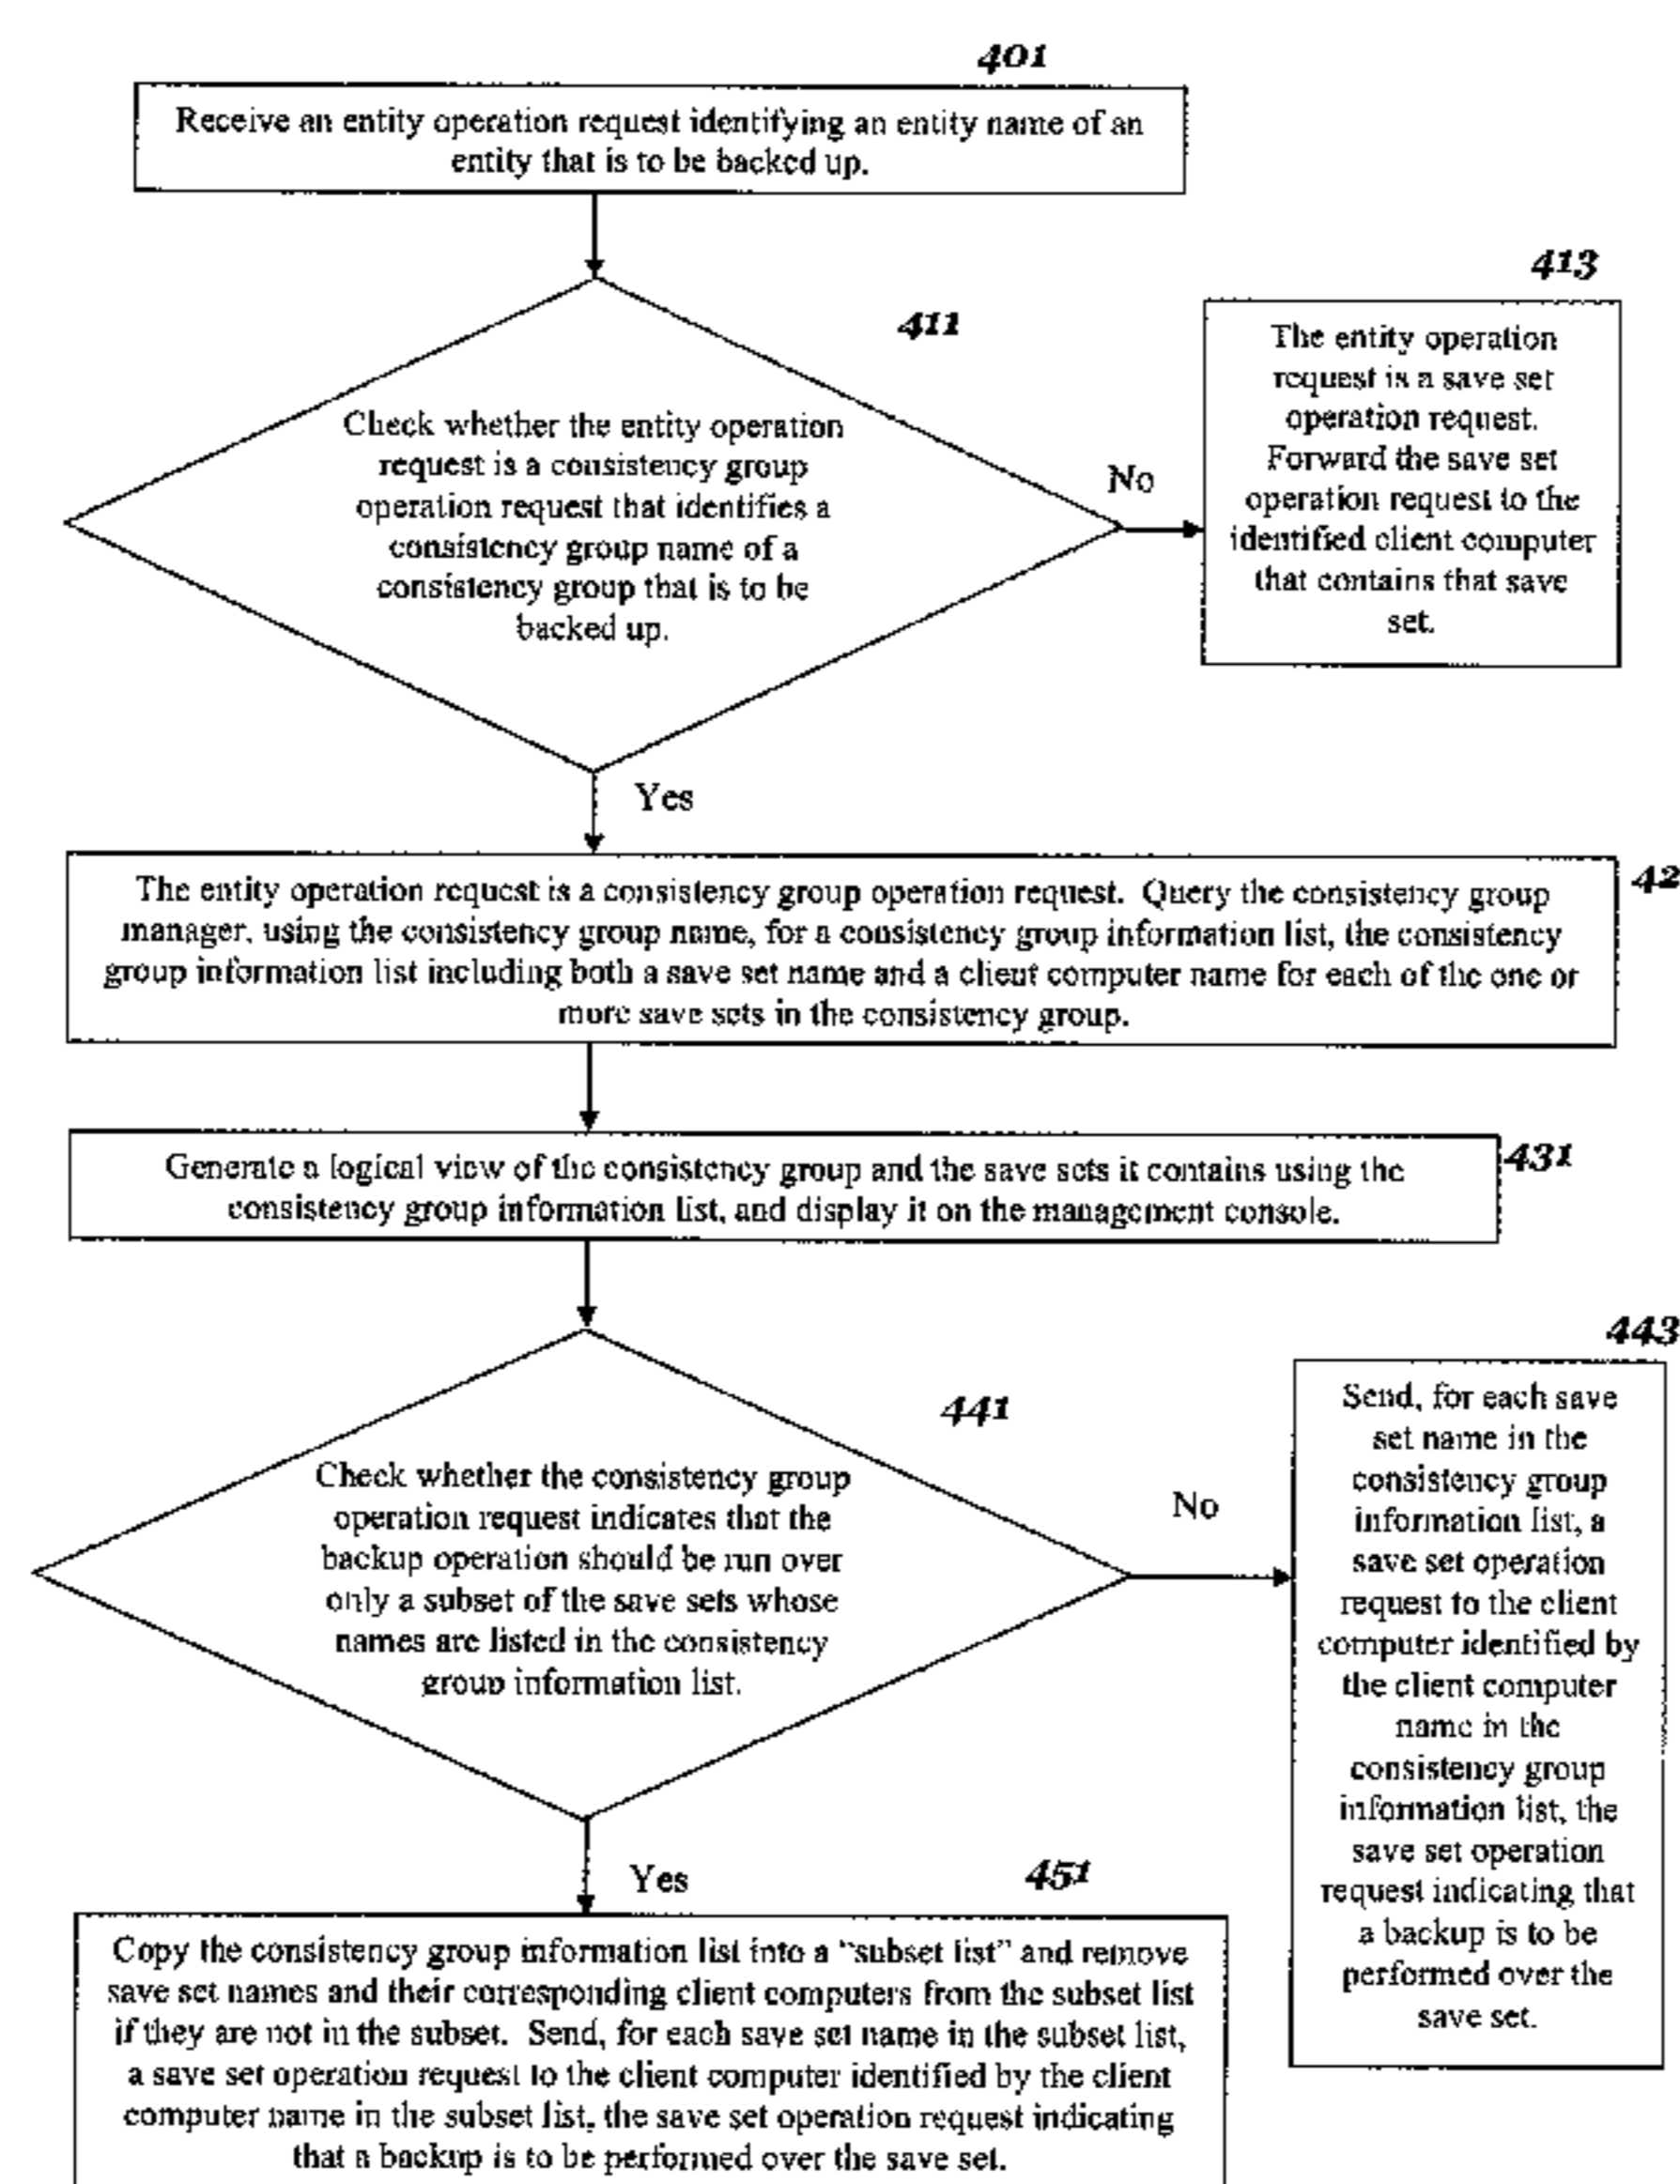 401
Receive an entity operation request identifying an entity name of an
entity that is to be backed up.
411
Check whether the entity operation
request is a consistency group
operation request that identifies a
consistency group name of a
consistency group that is to be
backed up.
No
413
The entity operation
request is a save set
operation request.
Forward the save set
operation request to the
identified client computer
that contains that save
set.
Yes
42
The entity operation request is a consistency group operation request. Query the consistency group
manager, using the consistency group name, for a consistency group information list, the consistency
group information list including both a save set name and a client computer name for each of the one or
more save sets in the consistency group.
431
Generate a logical view of the consistency group and the save sets it contains using the
consistency group information list, and display it on the management console.
441
Check whether the consistency group
operation request indicates that the
backup operation should be run over
only a subset of the save sets whose
names are listed in the consistency
group information list.
No
443
Send, for each save
set name in the
consistency group
information list, a
save set operation
request to the client
computer identified by
the client computer
name in the
consistency group
information list, the
save set operation
request indicating that
a backup is to be
performed over the
save set.
Yes
451
Copy the consistency group information list into a "subset list" and remove
save set names and their corresponding client computers from the subset list
if they are not in the subset. Send, for each save set name in the subset list,
a save set operation request to the client computer identified by the client
computer name in the subset list, the save set operation request indicating
that a backup is to be performed over the save set.